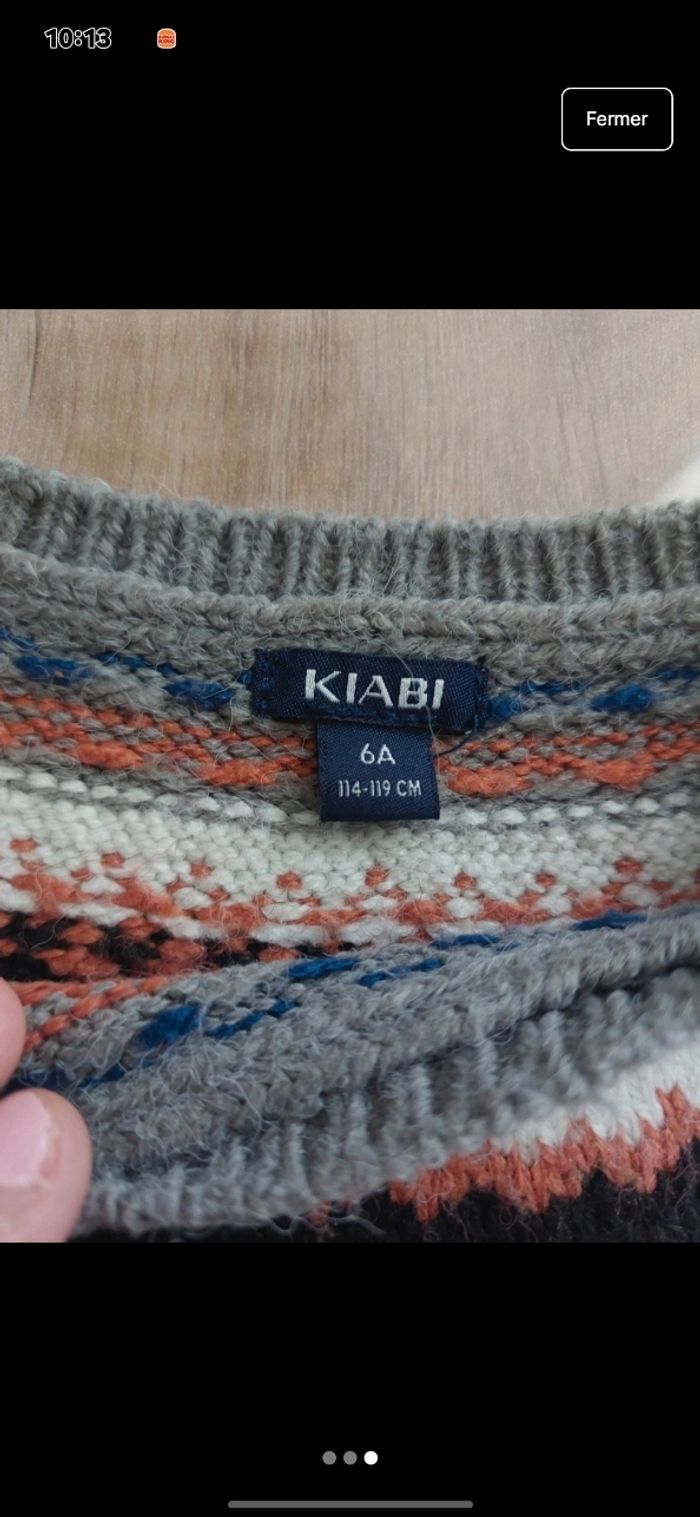 10:13
Fermer
KIABI
6A
114-119 CM